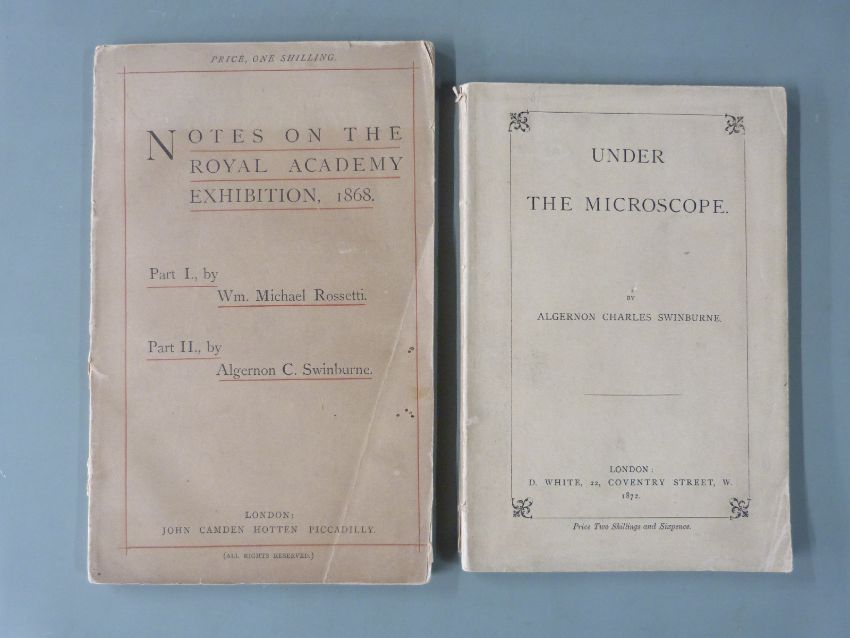 PRICE, ONE SHILLING.
NOTES ON THE
ROYAL ACADEMY
EXHIBITION, 1868.
Part I., by
Wm. Michael Rossetti.
Part II., by
Algernon C. Swinburne.
LONDON:
JOHN CAMDEN HOTTEN PICCADILLY.
(ALL RIGHTS RESERVED.)
UNDER
THE MICROSCOPE.
BY
ALGERNON CHARLES SWINBURNE.
LONDON:
D. WHITE, 22, COVENTRY STREET, W.
1872.
Price Two Shillings and Sixpence.